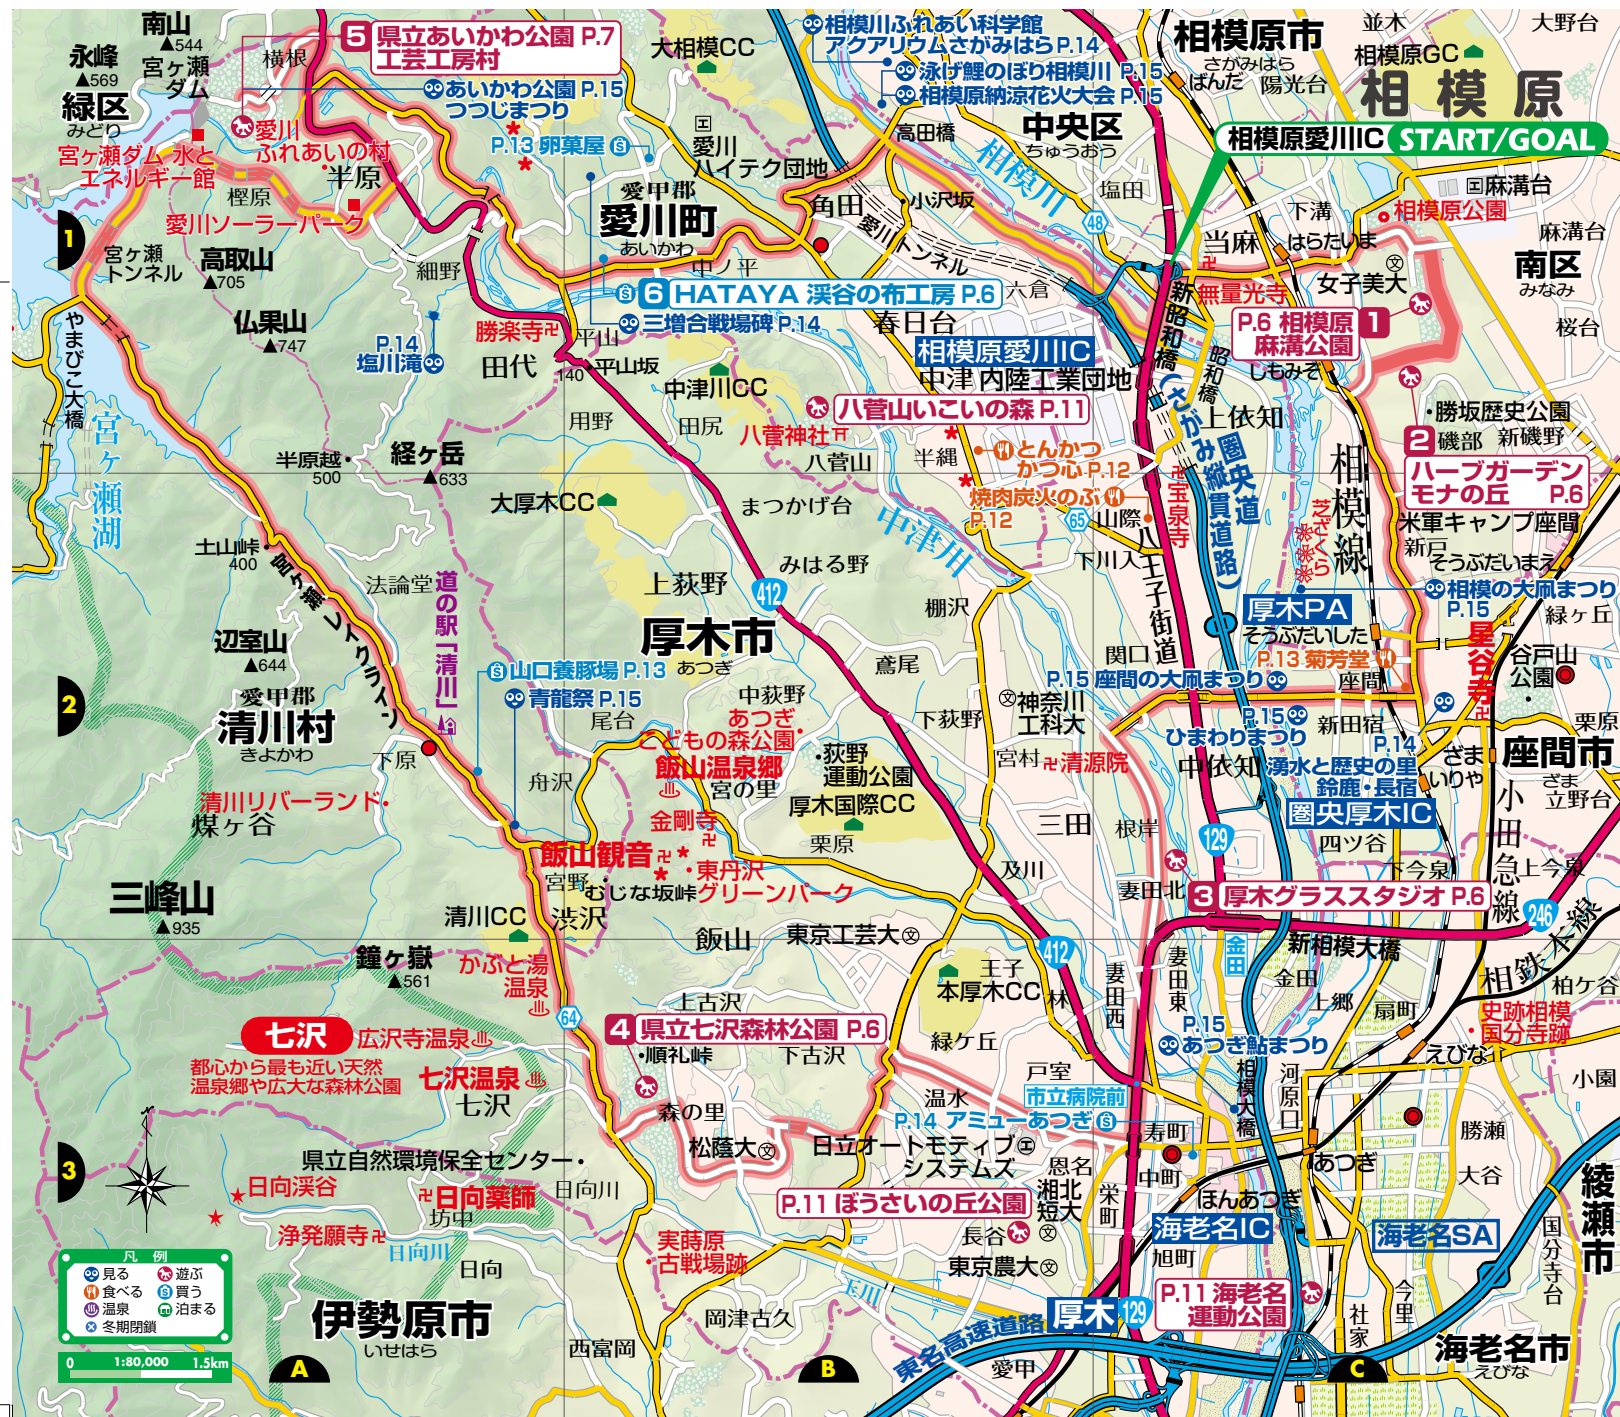 南山
▲544
永峰
▲569
緑区
みどり
宮ヶ瀬
ダム
横根
5 県立あいかわ公園 P.7
工芸工房村
あいかわ公園 P.15
つつじまつり
P.13 卵菓屋
愛川
ふれあいの村
宮ヶ瀬ダム 水と
エネルギー館
半原
樫原
愛川ソーラーパーク
大相模CC
相模川ふれあい科学館
アクアリウムさがみはらP.14
泳げ鯉のぼり相模川 P.15
相模原納涼花火大会 P.15
高田橋
相模原市
さがみはら
ばんだ
陽光台
並木
大野台
相模原GC
相模原
中央区
ちゅうおう
相模川
塩田
48
相模原愛川IC START/GOAL
麻溝台
下溝
相模原公園
麻溝台
愛川
ハイテク団地
愛甲郡
愛川町
あいかわ
角田
小沢坂
愛川トンネル
中ノ平
当麻
はらたいま
女子美大
南区
みなみ
桜台
1
宮ヶ瀬
トンネル
高取山
▲705
細野
仏果山
▲747
やまびこ大橋
宮ヶ瀬湖
P.14
塩川滝
6 HATAYA 渓谷の布工房 P.6
三増合戦場碑 P.14
六倉
春日台
無量光寺
新昭和橋
昭和橋
P.6 相模原
麻溝公園
1
しもみぞ
勝楽寺
平山
田代
平山坂
140
中津川CC
用野
田尻
相模原愛川IC
中津
内陸工業団地
八菅山いこいの森 P.11
八菅神社
八菅山
半縄
とんかつ
かつ心 P.12
焼肉炭火のふ
P.12
上依知
さがみ縦貫道路
圏央道
宝泉寺
相模線
勝坂歴史公園
2
磯部
新磯野
ハーブガーデン
モナの丘 P.6
半原越
500
経ヶ岳
▲633
大厚木CC
まつかげ台
中津川
65
山際
下川入
八王子街道
芝ざくら
米軍キャンプ座間
新戸
そうぶだいまえ
相模の大凧まつり
P.15
緑ヶ丘
土山峠
400
宮ヶ瀬レイクライン
法論堂
道の駅「清川」
上荻野
みはる野
412
棚沢
厚木PA
そうぶだいした
P.13 菊芳堂
星谷寺
谷戸山
公園
辺室山
▲644
厚木市
あつぎ
鳶尾
関口
P.15 座間の大凧まつり
座間
2
愛甲郡
清川村
きよかわ
山口養豚場 P.13
青龍祭 P.15
中荻野
尾台
あつぎ
こどもの森公園
下荻野
神奈川
工科大
新田宿
栗原
P.15
ひまわりまつり
下原
飯山温泉郷
宮の里
荻野
運動公園
宮村
清源院
中依知
P.14
湧水と歴史の里
鈴鹿・長宿
ざま
いりや
座間市
ざま
立野台
舟沢
清川リバーランド
煤ヶ谷
厚木国際CC
金剛寺
栗原
三田
根岸
圏央厚木IC
四ツ谷
小田急線
129
飯山観音
宮野
むじな坂峠
東丹沢
グリーンパーク
及川
妻田北
下今泉
上今泉
三峰山
▲935
清川CC
渋沢
3 厚木グラススタジオ P.6
246
飯山
東京工芸大
412
金田
新相模大橋
相鉄本線
鐘ヶ嶽
▲561
かぶと湯
温泉
王子
本厚木CC
林
妻田西
妻田東
金田
上郷
扇町
柏ケ谷
64
上古沢
4 県立七沢森林公園 P.6
順礼峠
下古沢
緑ケ丘
P.15
あつぎ鮎まつり
史跡相模
国分寺跡
えびな
七沢
広沢寺温泉
都心から最も近い天然
温泉郷や広大な森林公園
七沢温泉
七沢
森の里
戸室
温水
市立病院前
P.14 アミューあつぎ
相模大橋
河原口
小園
松蔭大
日立オートモティブ
システムズ
寿町
勝瀬
3
県立自然環境保全センター
恩名
中町
あつぎ
大谷
日向渓谷
日向薬師
日向川
湘北
短大
栄町
ほんあつぎ
綾瀬市
坊中
P.11 ぼうさいの丘公園
浄発願寺
日向川
海老名IC
海老名SA
国分寺台
実蒔原
古戦場跡
長谷
旭町
日向
東京農大
玉川
凡例
見る
遊ぶ
食べる
買う
温泉
泊まる
冬期閉鎖
伊勢原市
いせはら
岡津古久
東名高速道路
厚木
129
P.11 海老名
運動公園
今里
社家
西富岡
愛甲
海老名市
えびな
0 1:80,000 1.5km
A
B
C